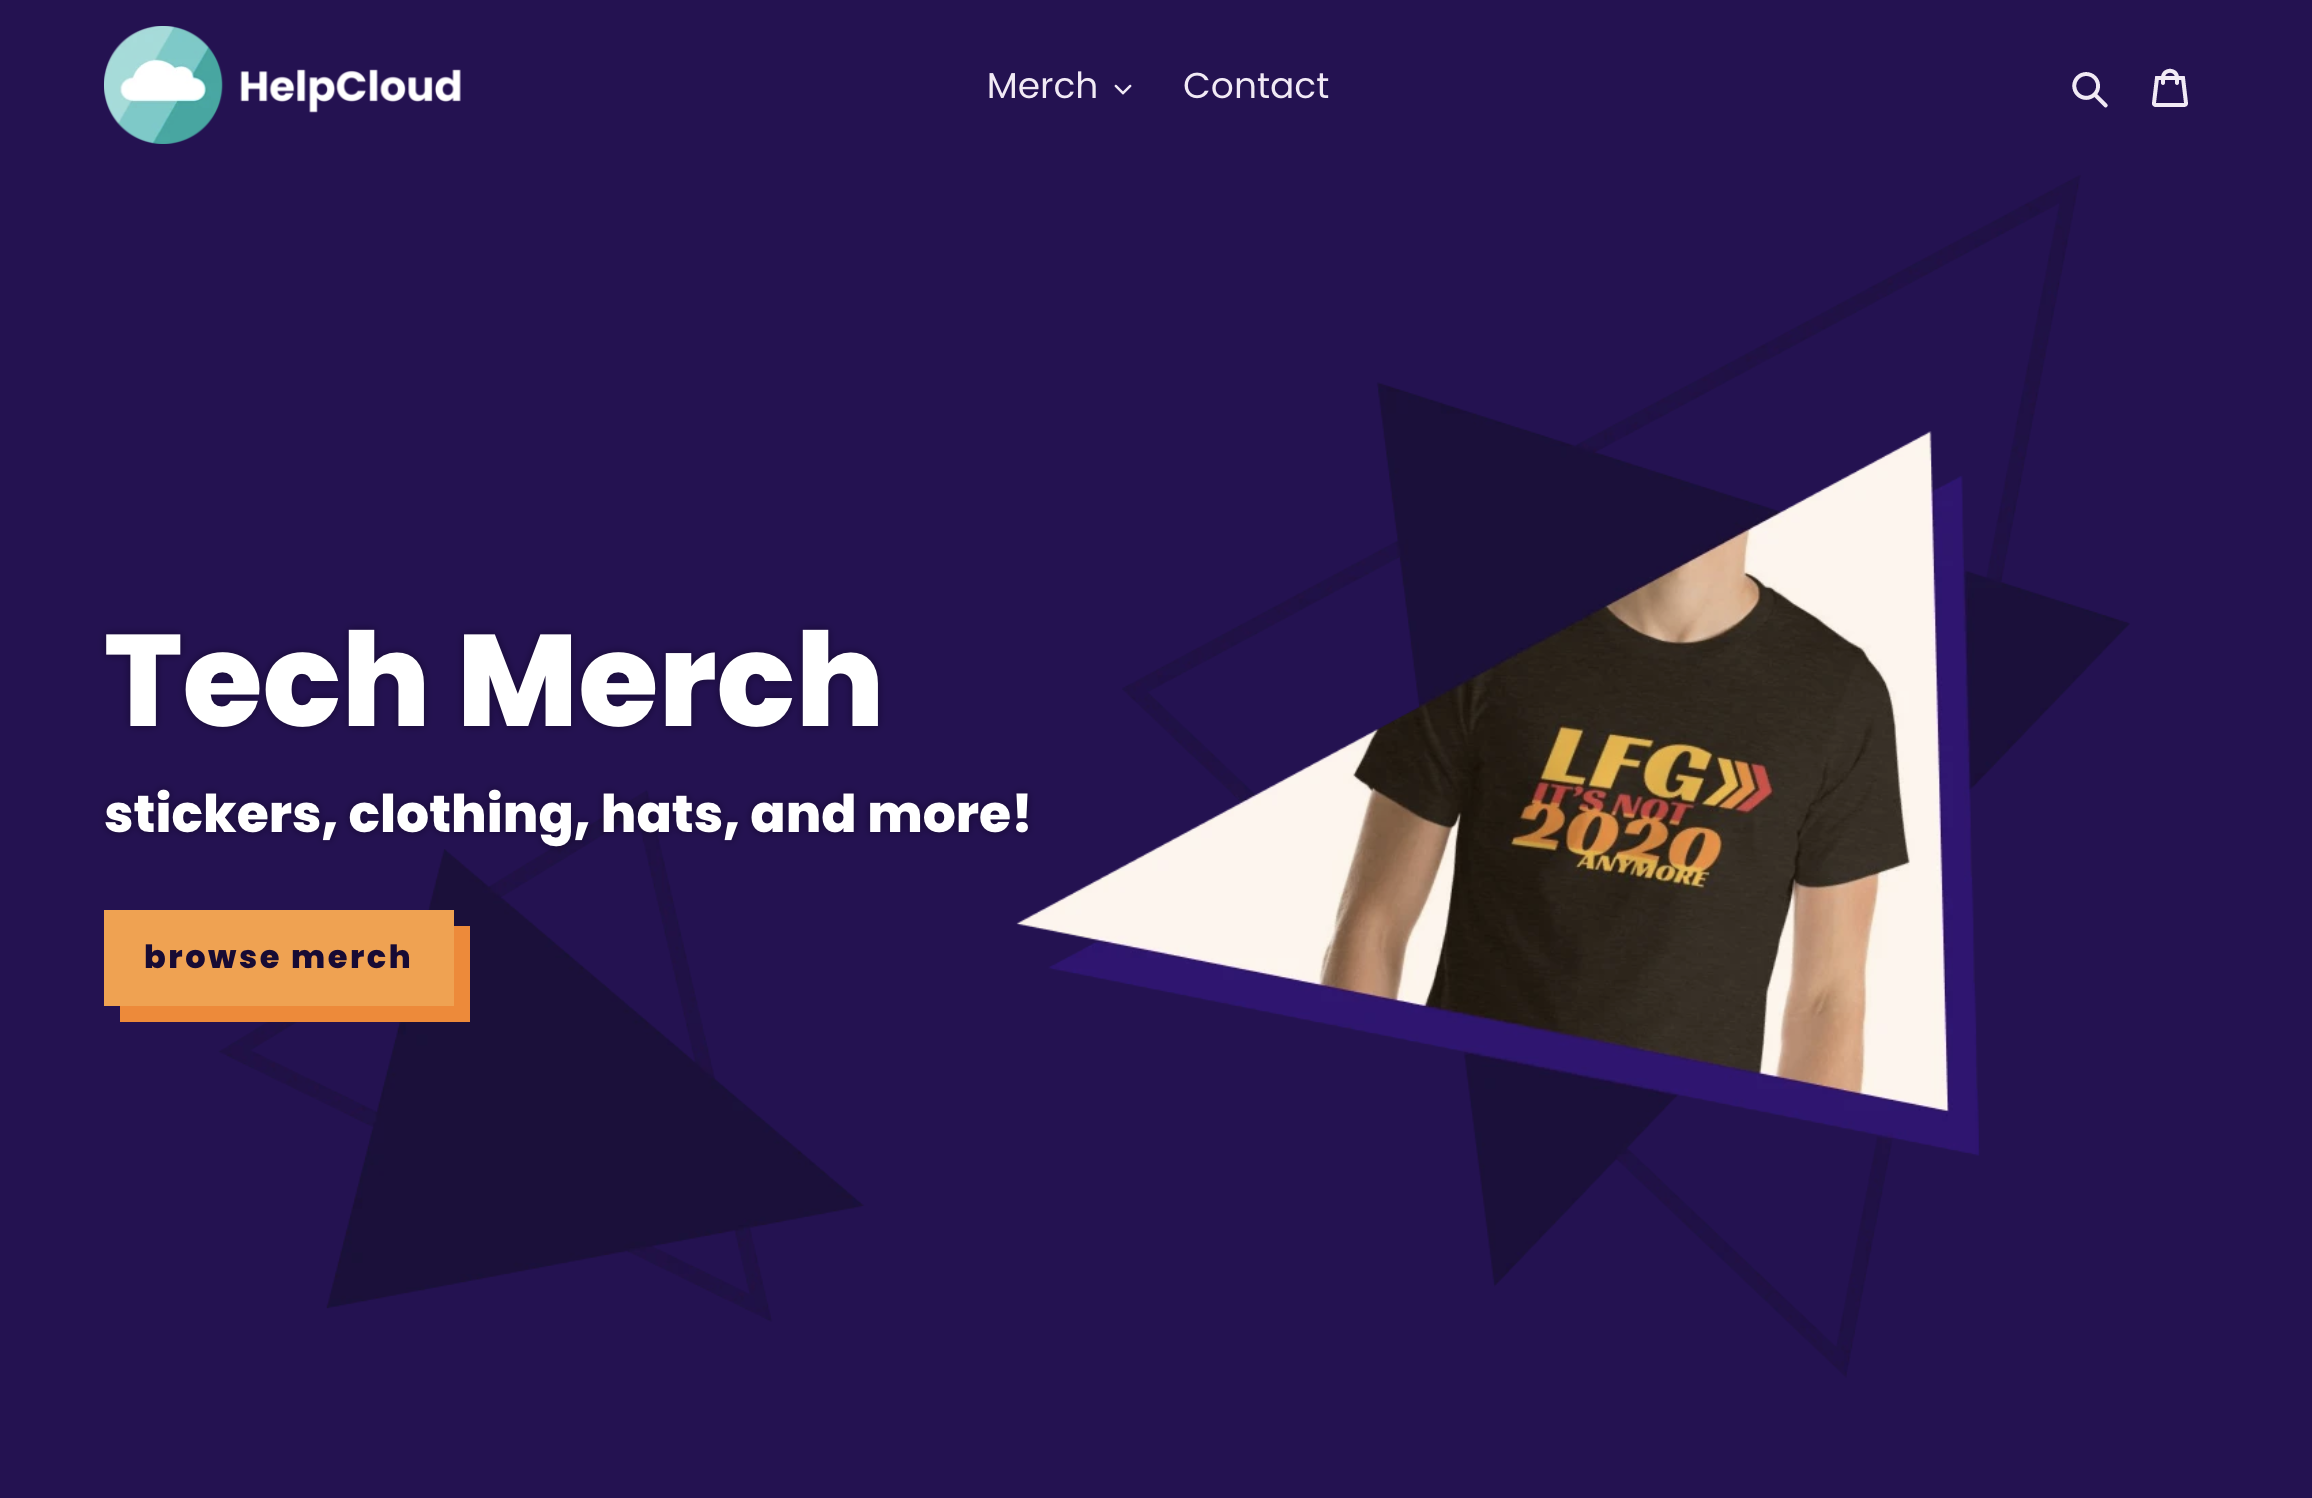 HelpCloud
Merch
Contact
Tech Merch
stickers, clothing, hats, and more!
browse merch
LFG
IT'S NOT
2020
ANYMORE